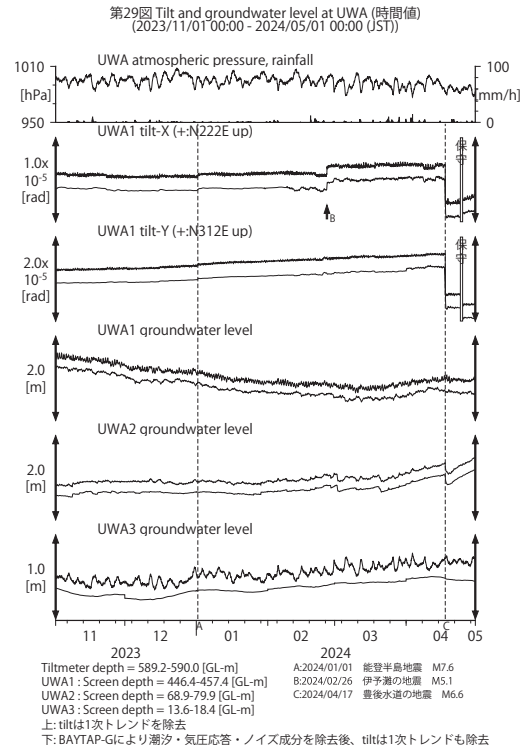 第29図 Tilt and groundwater level at UWA (時間値)
(2023/11/01 00:00 - 2024/05/01 00:00 (JST))
UWA atmospheric pressure, rainfall
1010
[hPa]
950
100
[mm/h]
0
UWA1 tilt-X (+:N222E up)
1.0x
10-5
[rad]
保守
B
UWA1 tilt-Y (+:N312E up)
2.0x
10-5
[rad]
保守
UWA1 groundwater level
2.0
[m]
UWA2 groundwater level
2.0
[m]
UWA3 groundwater level
1.0
[m]
A
C
11 12 01 02 03 04 05
2023 2024
Tiltmeter depth = 589.2-590.0 [GL-m]
UWA1 : Screen depth = 446.4-457.4 [GL-m]
UWA2 : Screen depth = 68.9-79.9 [GL-m]
UWA3 : Screen depth = 13.6-18.4 [GL-m]
A:2024/01/01 能登半島地震 M7.6
B:2024/02/26 伊予灘の地震 M5.1
C:2024/04/17 豊後水道の地震 M6.6
上: tiltは1次トレンドを除去
下: BAYTAP-Gにより潮汐・気圧応答・ノイズ成分を除去後、tiltは1次トレンドも除去